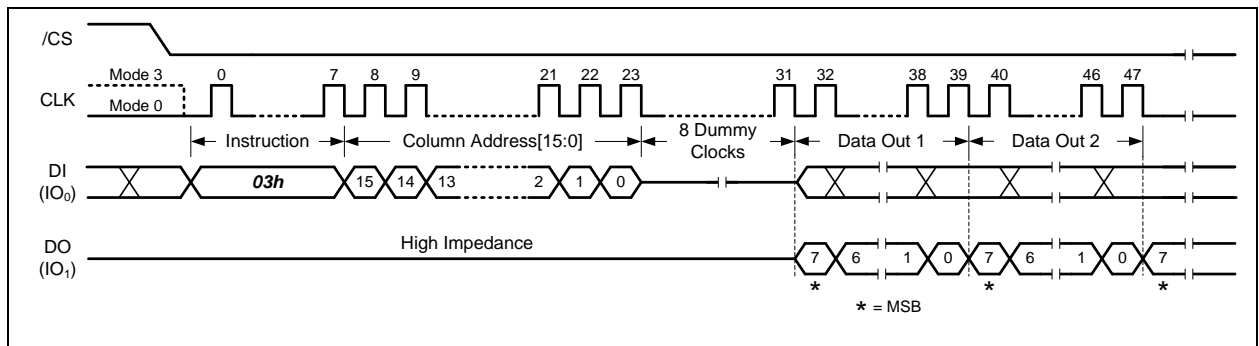 /CS
Mode 3 0 7 8 9 21 22 23 31 32 38 39 40 46 47
CLK Mode 0
Instruction Column Address[15:0] 8 Dummy Clocks Data Out 1 Data Out 2
DI
(IO₀)
03h 15 14 13 2 1 0
High Impedance
DO
(IO₁)
7 6 1 0 7 6 1 0 7
* * *
* = MSB